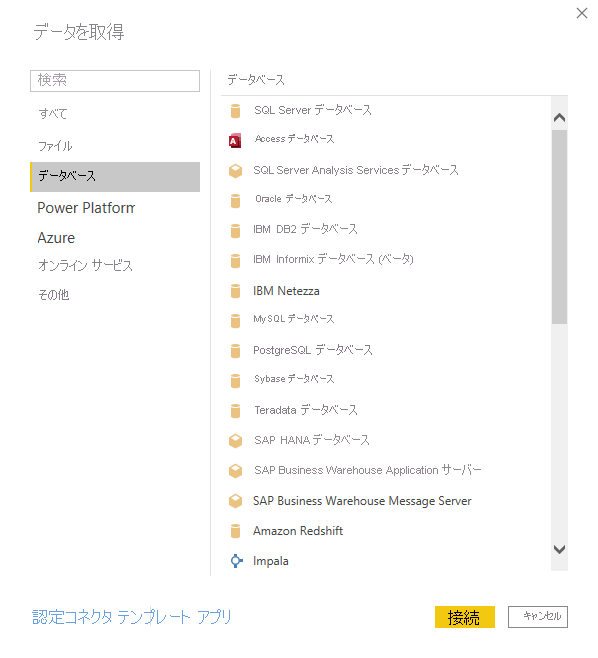 データを取得
検索
すべて
ファイル
データベース
Power Platform
Azure
オンライン サービス
その他
データベース
SQL Server データベース
Access データベース
SQL Server Analysis Services データベース
Oracle データベース
IBM DB2 データベース
IBM Informix データベース (ベータ)
IBM Netezza
MySQL データベース
PostgreSQL データベース
Sybase データベース
Teradata データベース
SAP HANA データベース
SAP Business Warehouse Application サーバー
SAP Business Warehouse Message Server
Amazon Redshift
Impala
認定コネクタ テンプレート アプリ
接続 キャンセル